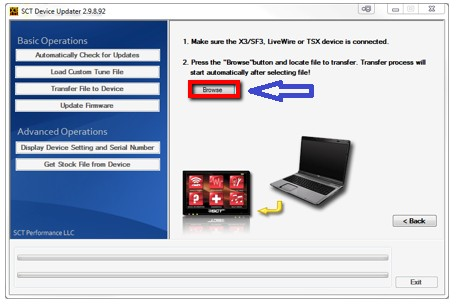 SCT Device Updater 2.9.8.92
Basic Operations
Automatically Check for Updates
Load Custom Tune File
Transfer File to Device
Update Firmware
Advanced Operations
Display Device Setting and Serial Number
Get Stock File from Device
SCT Performance LLC
1. Make sure the X3/SF3, LiveWire or TSX device is connected.
2. Press the "Browse"button and locate file to transfer. Transfer process will
start automatically after selecting file!
Browse
SCT
< Back
Exit